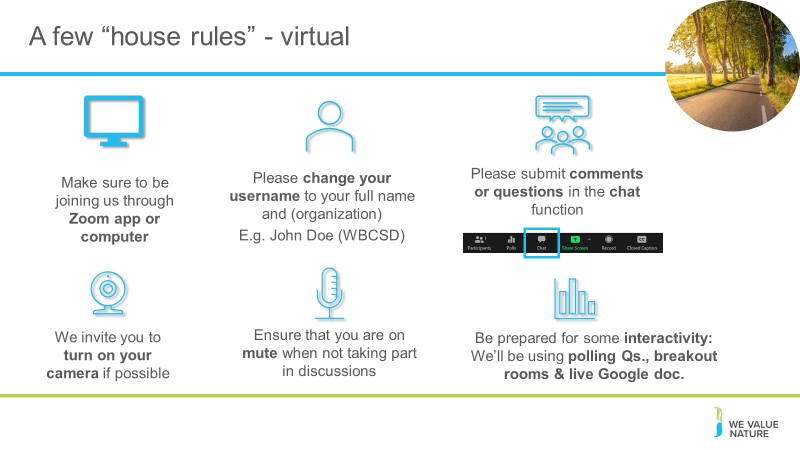 A few “house rules” - virtual
Make sure to be
joining us through
Zoom app or
computer
Please change your
username to your full name
and (organization)
E.g. John Doe (WBCSD)
Please submit comments
or questions in the chat
function
Participants Polls Chat Share Screen Record Closed Caption
We invite you to
turn on your
camera if possible
Ensure that you are on
mute when not taking part
in discussions
Be prepared for some interactivity:
We’ll be using polling Qs., breakout
rooms & live Google doc.
WE VALUE
NATURE